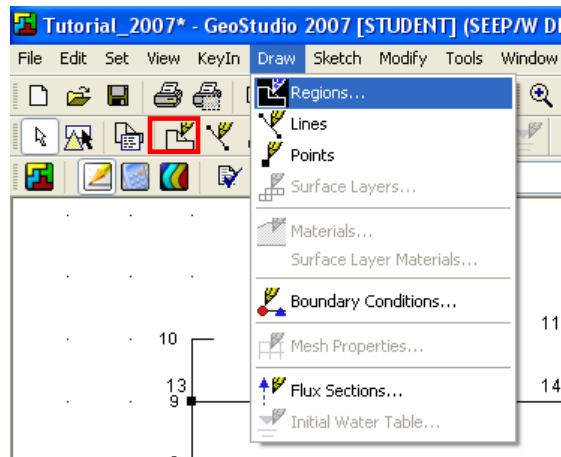 Tutorial_2007* - GeoStudio 2007 [STUDENT] (SEEP/W DE
File Edit Set View KeyIn Draw Sketch Modify Tools Window
Regions...
Lines
Points
Surface Layers...
Materials...
Surface Layer Materials...
Boundary Conditions...
11
10
Mesh Properties...
13
9
Flux Sections...
14
Initial Water Table...